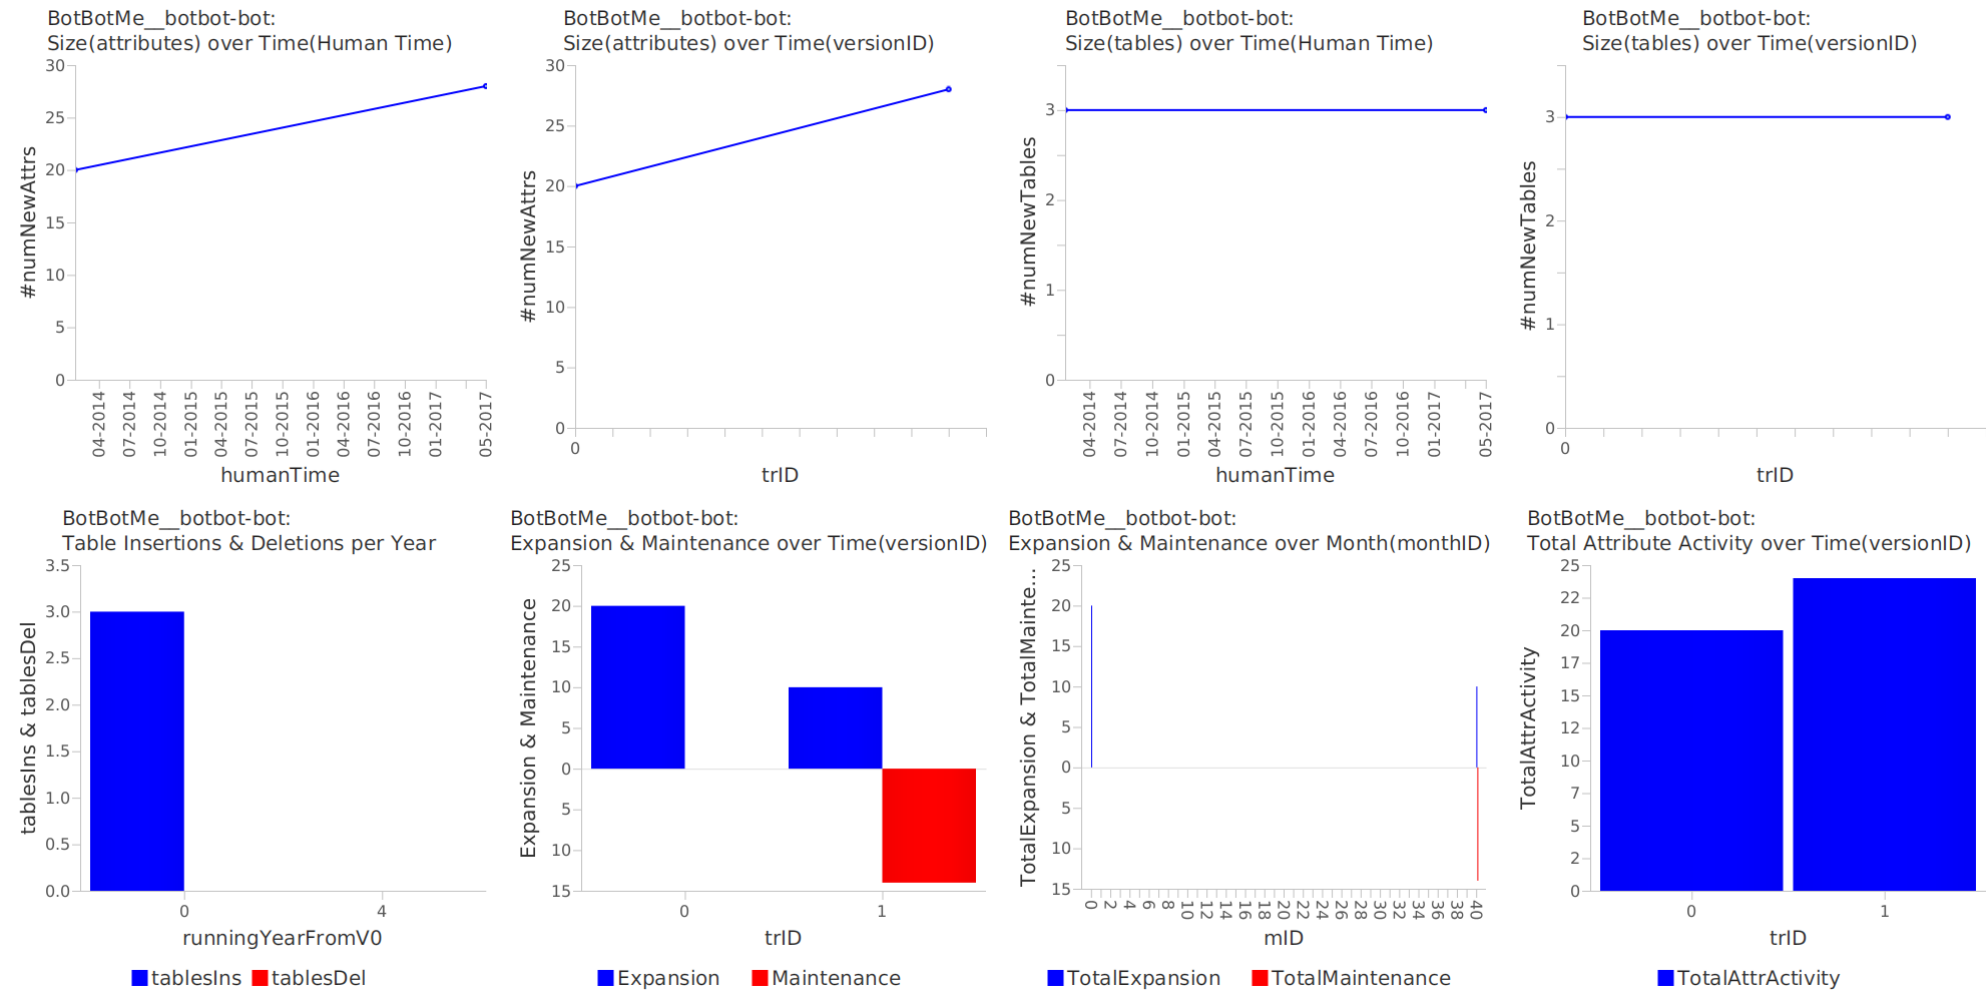 BotBotMe__botbot-bot:
Size(attributes) over Time(Human Time)
30
25
20
15
10
5
0
#numNewAttrs
04-2014
07-2014
10-2014
01-2015
04-2015
07-2015
10-2015
01-2016
04-2016
07-2016
10-2016
01-2017
05-2017
humanTime
BotBotMe__botbot-bot:
Size(attributes) over Time(versionID)
30
25
20
15
10
5
0
#numNewAttrs
0
trID
BotBotMe__botbot-bot:
Size(tables) over Time(Human Time)
3
2
1
0
#numNewTables
04-2014
07-2014
10-2014
01-2015
04-2015
07-2015
10-2015
01-2016
04-2016
07-2016
10-2016
01-2017
05-2017
humanTime
BotBotMe__botbot-bot:
Size(tables) over Time(versionID)
3
2
1
0
#numNewTables
0
trID
BotBotMe__botbot-bot:
Table Insertions & Deletions per Year
3.5
3.0
2.5
2.0
1.5
1.0
0.5
0.0
tablesIns & tablesDel
0
4
runningYearFromV0
tablesIns
tablesDel
BotBotMe__botbot-bot:
Expansion & Maintenance over Time(versionID)
25
20
15
10
5
0
5
10
15
Expansion & Maintenance
0
1
trID
Expansion
Maintenance
BotBotMe__botbot-bot:
Expansion & Maintenance over Month(monthID)
25
20
15
10
5
0
5
10
15
TotalExpansion & TotalMainte...
0
2
4
6
8
10
12
14
16
18
20
22
24
26
28
30
32
34
36
38
40
mID
TotalExpansion
TotalMaintenance
BotBotMe__botbot-bot:
Total Attribute Activity over Time(versionID)
25
22
20
17
15
12
10
7
5
2
0
TotalAttrActivity
0
1
trID
TotalAttrActivity